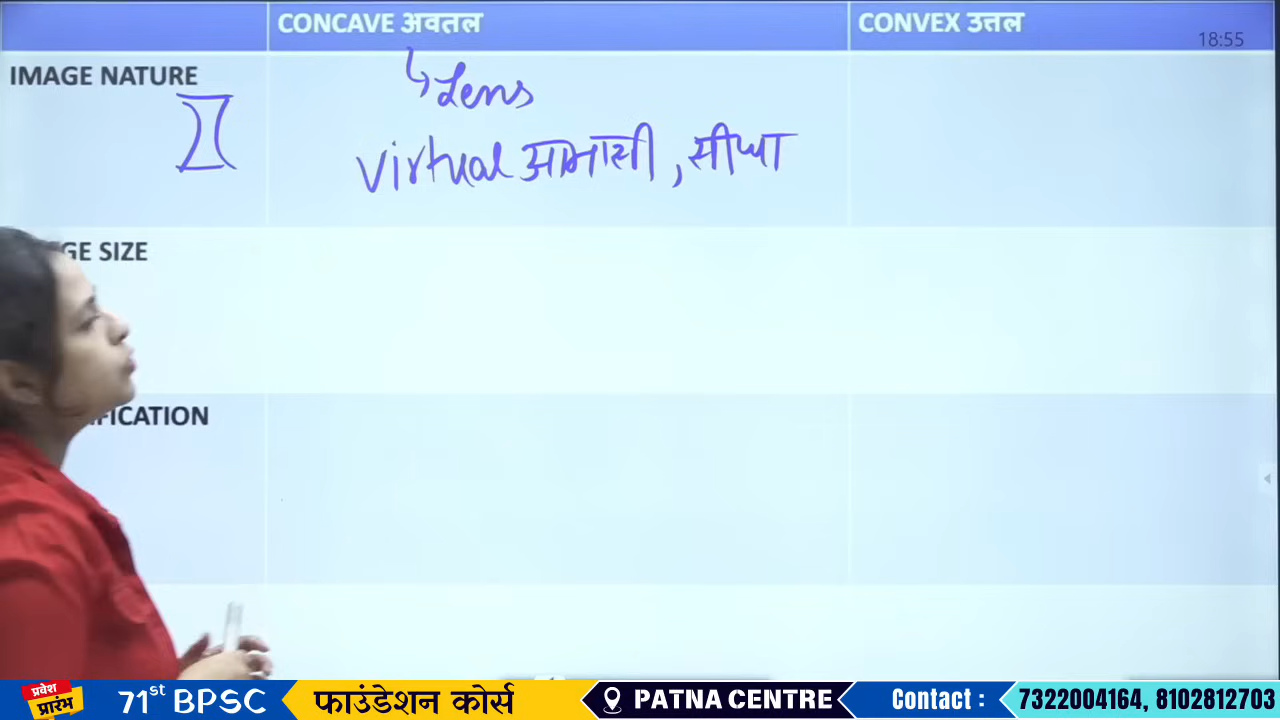 CONCAVE अवतल
CONVEX उत्तल
18:55
IMAGE NATURE
Lens
virtual आभासी, सीधा
GE SIZE
FICATION
प्रवेश
प्रारंभ
71st BPSC
फाउंडेशन कोर्स
PATNA CENTRE
Contact :
7322004164, 8102812703